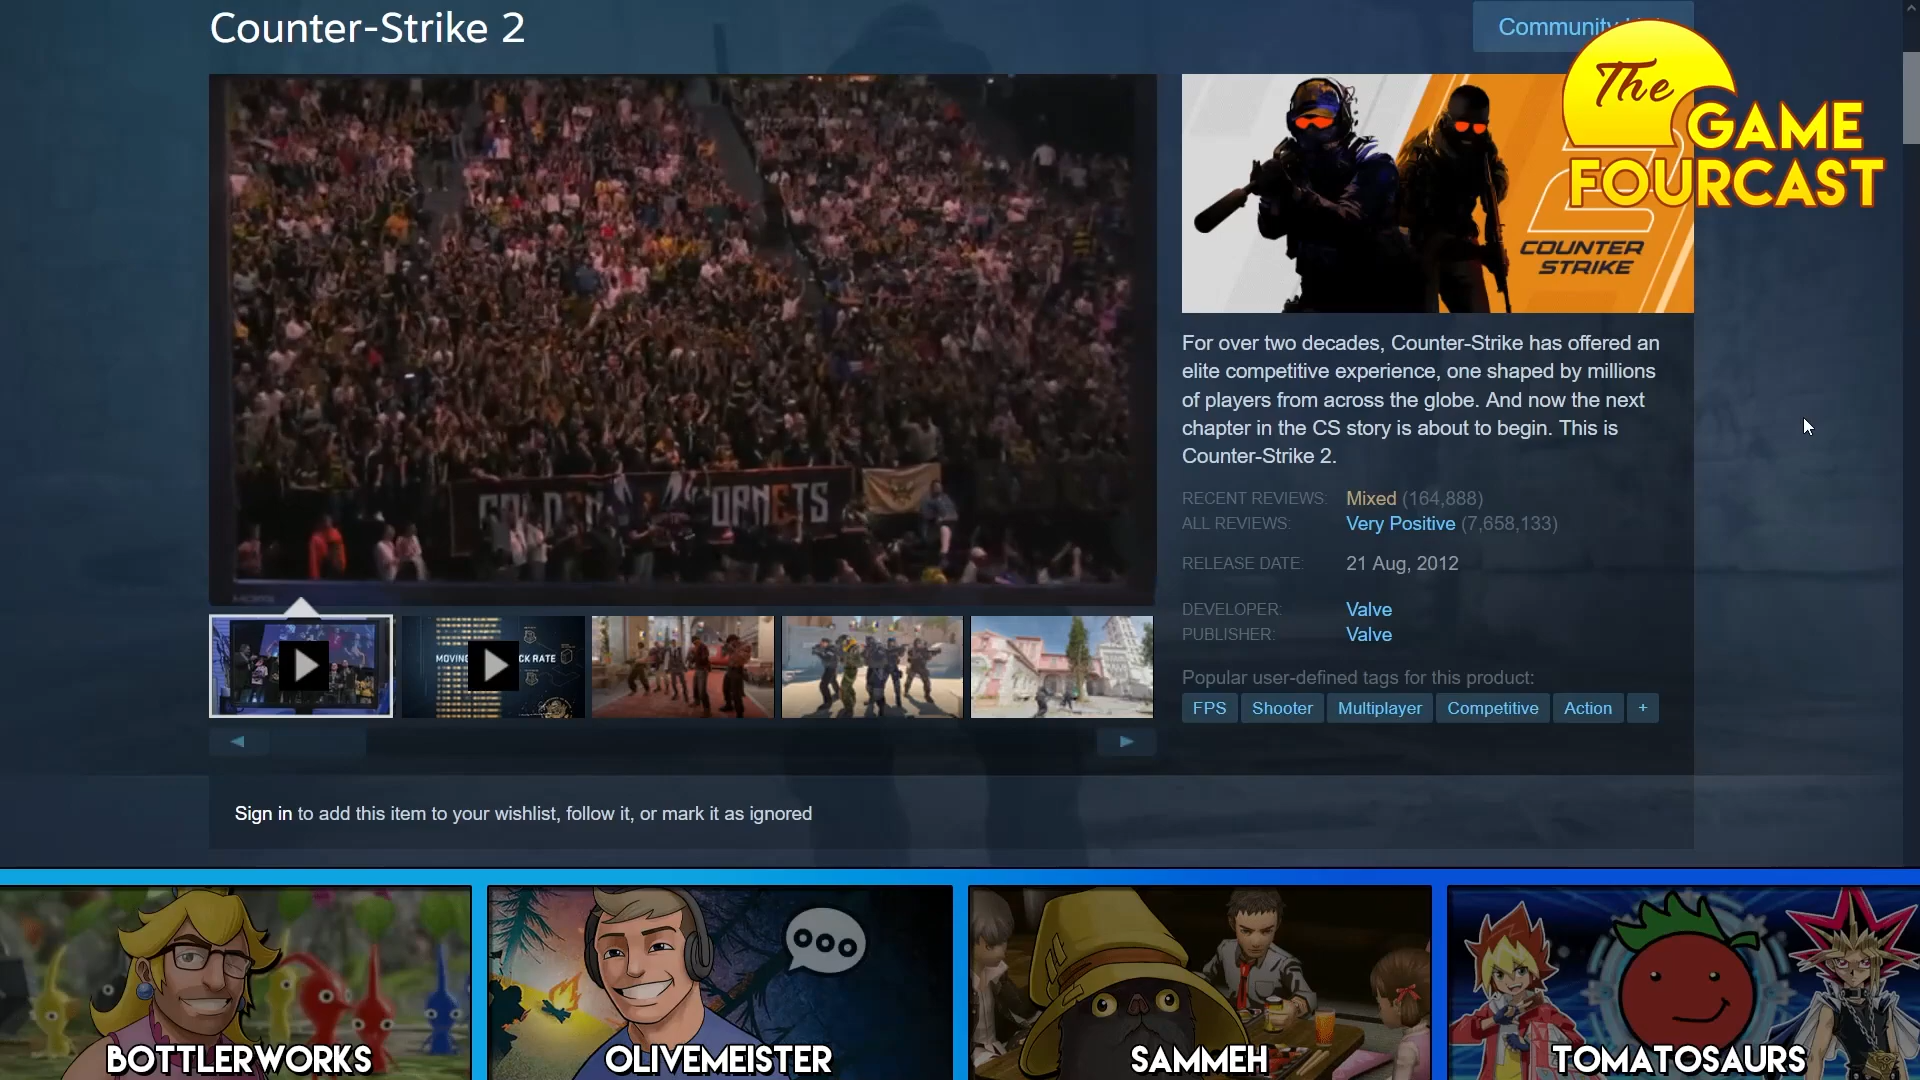 Counter-Strike 2
Community
The
GAME
FOURCAST
COUNTER
STRIKE
For over two decades, Counter-Strike has offered an
elite competitive experience, one shaped by millions
of players from across the globe. And now the next
chapter in the CS story is about to begin. This is
Counter-Strike 2.
RECENT REVIEWS: Mixed (164,888)
ALL REVIEWS: Very Positive (7,658,133)
RELEASE DATE: 21 Aug, 2012
DEVELOPER: Valve
PUBLISHER: Valve
Popular user-defined tags for this product:
FPS Shooter Multiplayer Competitive Action +
MOVING CK RATE
Sign in to add this item to your wishlist, follow it, or mark it as ignored
BOTTLERWORKS
OLIVEMEISTER
SAMMEH
TOMATOSAURS